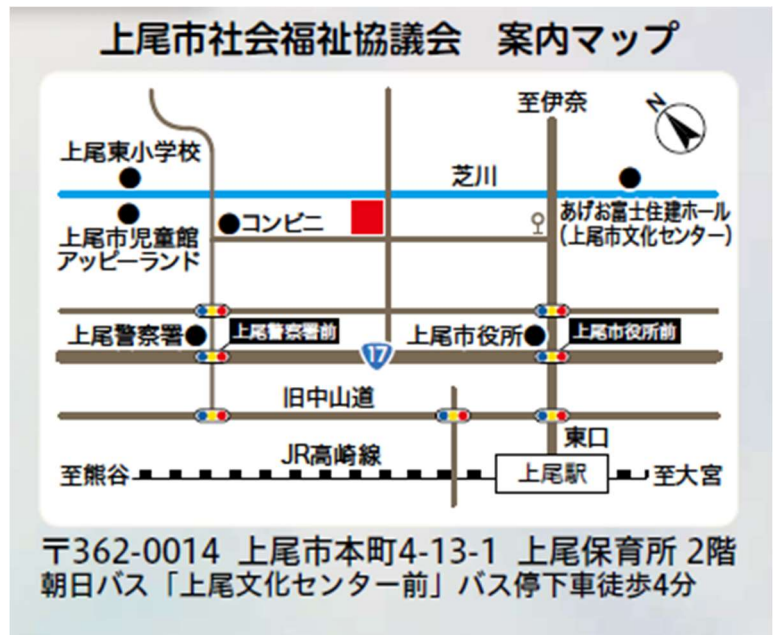 上尾市社会福祉協議会 案内マップ
至伊奈
N
上尾東小学校
芝川
上尾市児童館
アッピーランド
コンビニ
あげお富士住建ホール
(上尾市文化センター)
上尾警察署
上尾警察署前
17
上尾市役所
上尾市役所前
旧中山道
東口
JR高崎線
至熊谷
上尾駅
至大宮
〒362-0014 上尾市本町4-13-1 上尾保育所 2階
朝日バス「上尾文化センター前」バス停下車徒歩4分